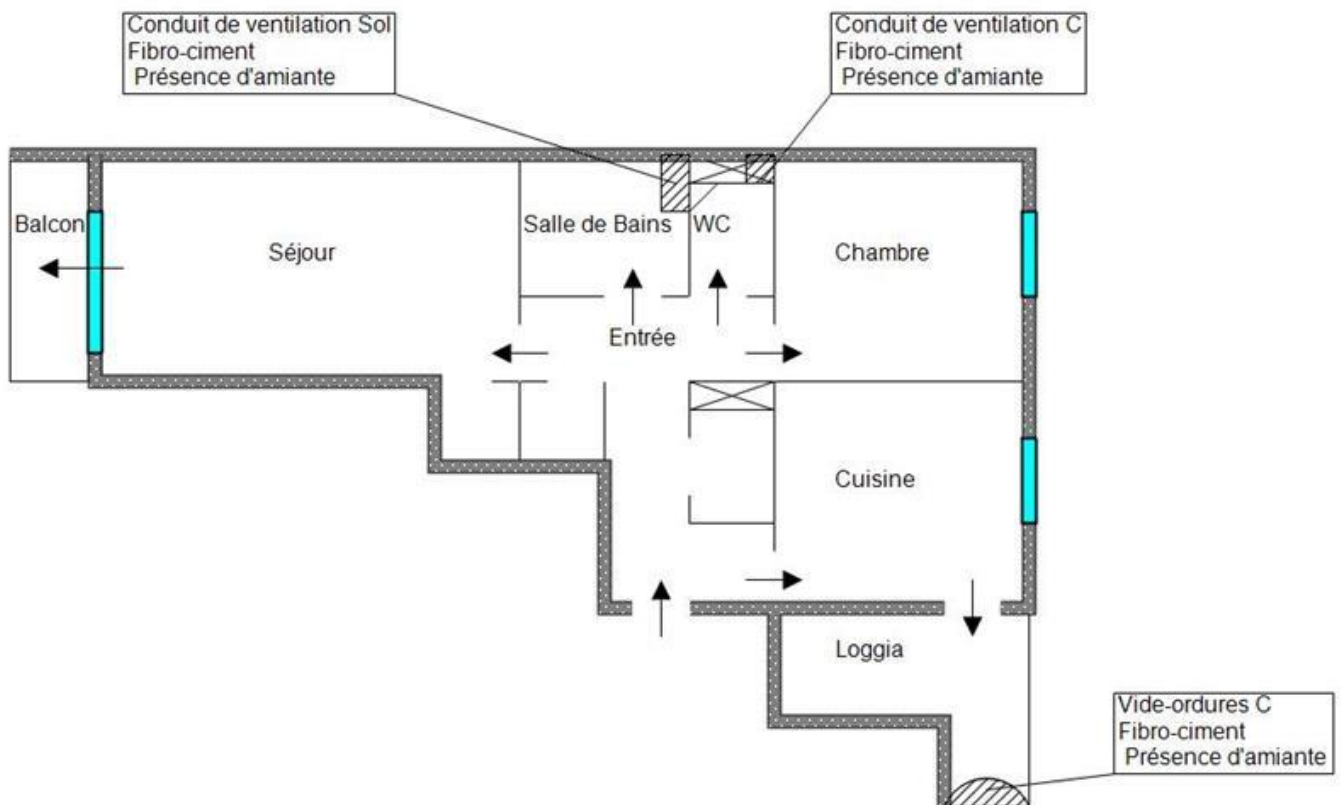 Conduit de ventilation Sol
Fibro-ciment
Présence d'amiante
Conduit de ventilation C
Fibro-ciment
Présence d'amiante
Balcon
Séjour
Salle de Bains
WC
Chambre
Entrée
Cuisine
Loggia
Vide-ordures C
Fibro-ciment
Présence d'amiante